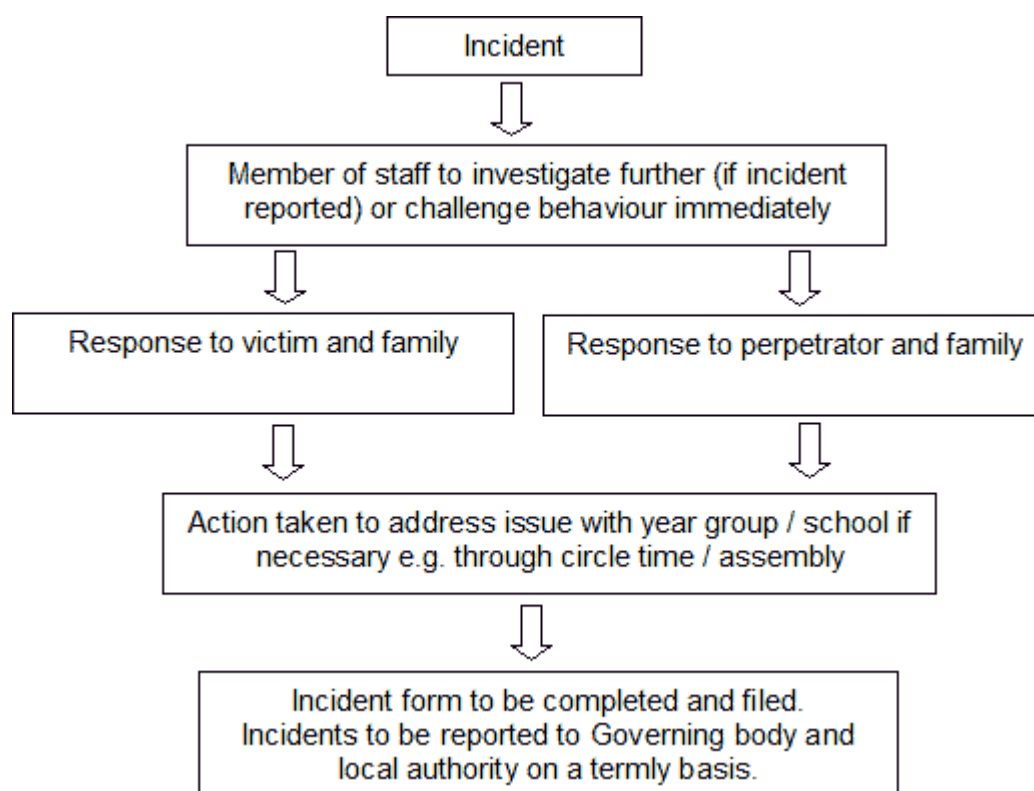 Incident
Member of staff to investigate further (if incident
reported) or challenge behaviour immediately
Response to victim and family
Response to perpetrator and family
Action taken to address issue with year group / school if
necessary e.g. through circle time / assembly
Incident form to be completed and filed.
Incidents to be reported to Governing body and
local authority on a termly basis.